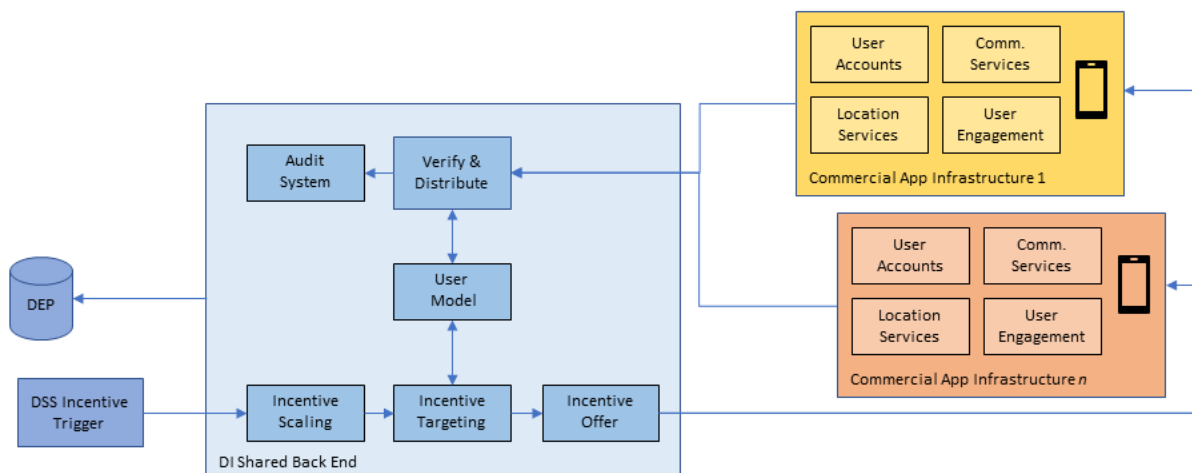 User
Accounts
Comm.
Services
Location
Services
User
Engagement
Commercial App Infrastructure 1
Audit
System
Verify &
Distribute
User
Accounts
Comm.
Services
Location
Services
User
Engagement
Commercial App Infrastructure n
User
Model
DEP
DSS Incentive
Trigger
Incentive
Scaling
Incentive
Targeting
Incentive
Offer
DI Shared Back End